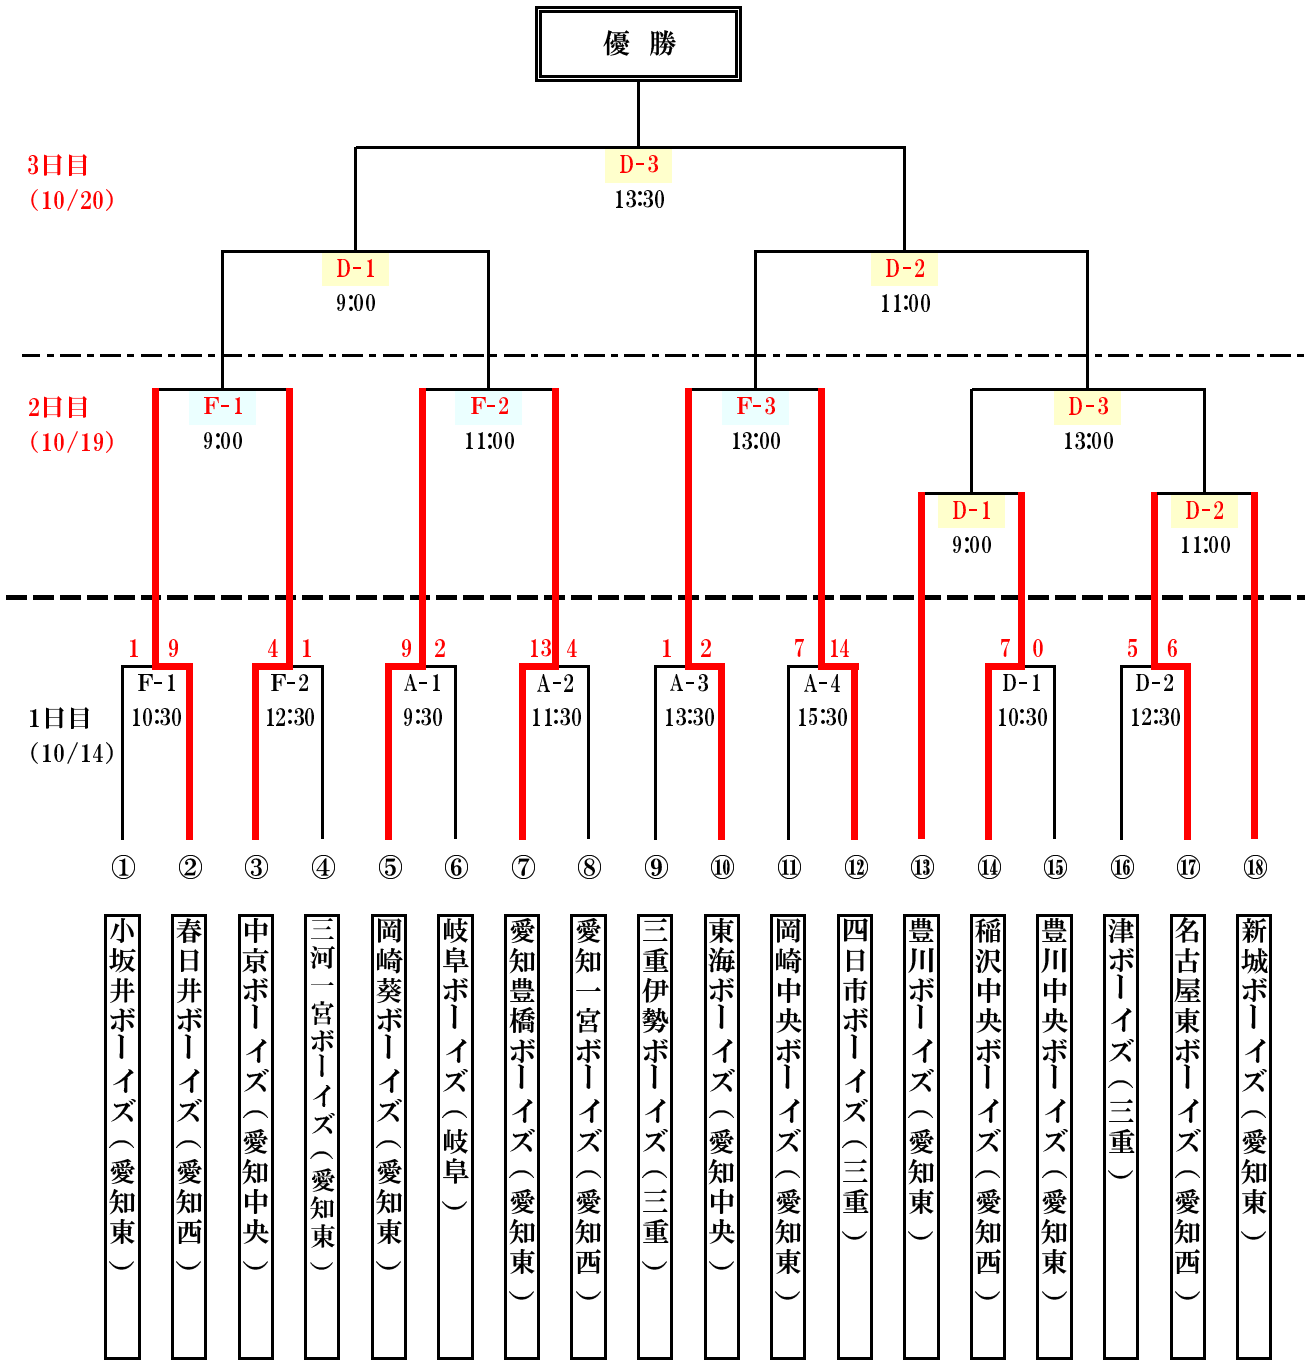 優 勝
3日目
(10/20)
D-3
13:30
D-1
9:00
D-2
11:00
2日目
(10/19)
F-1
9:00
F-2
11:00
F-3
13:00
D-3
13:00
D-1
9:00
D-2
11:00
1日目
(10/14)
1 9
F-1
10:30
4 1
F-2
12:30
9 2
A-1
9:30
13 4
A-2
11:30
1 2
A-3
13:30
7 14
A-4
15:30
7 0
D-1
10:30
5 6
D-2
12:30
① ② ③ ④ ⑤ ⑥ ⑦ ⑧ ⑨ ⑩ ⑪ ⑫ ⑬ ⑭ ⑮ ⑯ ⑰ ⑱
小坂井ボーイズ(愛知東)
春日井ボーイズ(愛知西)
中京ボーイズ(愛知中央)
三河一宮ボーイズ(愛知東)
岡崎葵ボーイズ(愛知東)
岐阜ボーイズ(岐阜)
愛知豊橋ボーイズ(愛知東)
愛知一宮ボーイズ(愛知西)
三重伊勢ボーイズ(三重)
東海ボーイズ(愛知中央)
岡崎中央ボーイズ(愛知東)
四日市ボーイズ(三重)
豊川ボーイズ(愛知東)
稲沢中央ボーイズ(愛知西)
豊川中央ボーイズ(愛知東)
津ボーイズ(三重)
名古屋東ボーイズ(愛知西)
新城ボーイズ(愛知東)